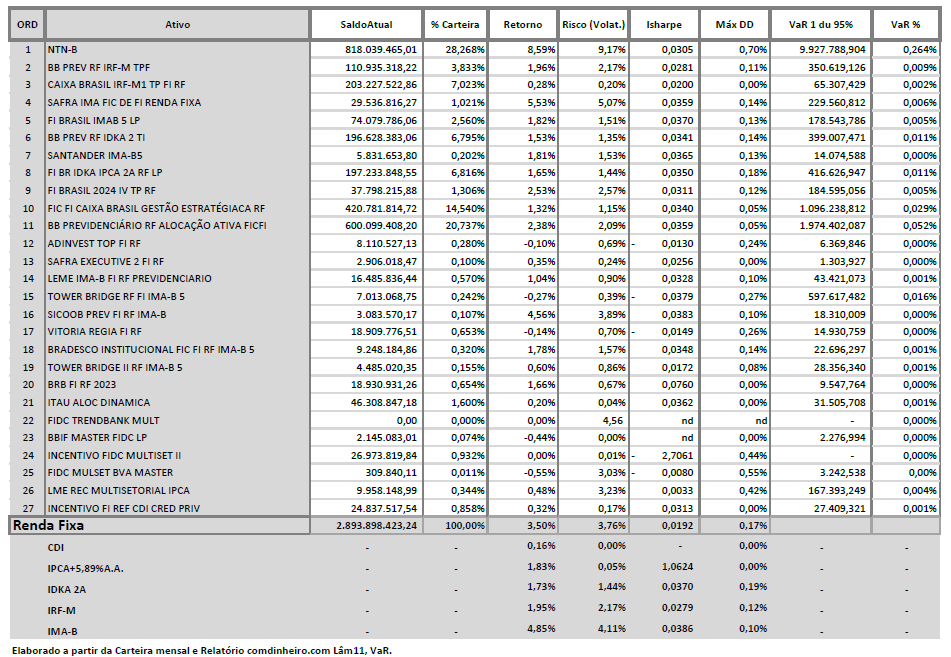 ORD Ativo SaldoAtual % Carteira Retorno Risco (Volat.) Isharpe Máx DD VaR 1 du 95% VaR %
1 NTN-B 818.039.465,01 28,268% 8,59% 9,17% 0,0305 0,70% 9.927.788,904 0,264%
2 BB PREV RF IRF-M TPF 110.935.318,22 3,833% 1,96% 2,17% 0,0281 0,11% 350.619,126 0,009%
3 CAIXA BRASIL IRF-M1 TP FI RF 203.227.522,86 7,023% 0,28% 0,20% 0,0200 0,00% 65.307,429 0,002%
4 SAFRA IMA FIC DE FI RENDA FIXA 29.536.816,27 1,021% 5,53% 5,07% 0,0359 0,14% 229.560,812 0,006%
5 FI BRASIL IMAB 5 LP 74.079.786,06 2,560% 1,82% 1,51% 0,0370 0,13% 178.543,786 0,005%
6 BB PREV RF IDKA 2 TI 196.628.383,06 6,795% 1,53% 1,35% 0,0341 0,14% 399.007,471 0,011%
7 SANTANDER IMA-B5 5.831.653,80 0,202% 1,81% 1,53% 0,0365 0,13% 14.074,588 0,000%
8 FI BR IDKA IPCA 2A RF LP 197.233.848,55 6,816% 1,65% 1,44% 0,0350 0,18% 416.626,947 0,011%
9 FI BRASIL 2024 IV TP RF 37.798.215,88 1,306% 2,53% 2,57% 0,0311 0,12% 184.595,056 0,005%
10 FIC FI CAIXA BRASIL GESTÃO ESTRATÉGIACA RF 420.781.814,72 14,540% 1,32% 1,15% 0,0340 0,05% 1.096.238,812 0,029%
11 BB PREVIDENCIÁRIO RF ALOCAÇÃO ATIVA FICFI 600.099.408,20 20,737% 2,38% 2,09% 0,0359 0,05% 1.974.402,087 0,052%
12 ADINVEST TOP FI RF 8.110.527,13 0,280% -0,10% 0,69% - 0,0130 0,24% 6.369,846 0,000%
13 SAFRA EXECUTIVE 2 FI RF 2.906.018,47 0,100% 0,35% 0,24% 0,0256 0,00% 1.303,927 0,000%
14 LEME IMA-B FI RF PREVIDENCIARIO 16.485.836,44 0,570% 1,04% 0,90% 0,0328 0,10% 43.421,073 0,001%
15 TOWER BRIDGE RF FI IMA-B 5 7.013.068,75 0,242% -0,27% 0,39% - 0,0379 0,27% 597.617,482 0,016%
16 SICOOB PREV FI RF IMA-B 3.083.570,17 0,107% 4,56% 3,89% 0,0383 0,10% 18.310,009 0,000%
17 VITORIA REGIA FI RF 18.909.776,51 0,653% -0,14% 0,70% - 0,0149 0,26% 14.930,759 0,000%
18 BRADESCO INSTITUCIONAL FIC FI RF IMA-B 5 9.248.184,86 0,320% 1,78% 1,57% 0,0348 0,14% 22.696,297 0,001%
19 TOWER BRIDGE II RF IMA-B 5 4.485.020,35 0,155% 0,60% 0,86% 0,0172 0,08% 28.356,340 0,001%
20 BRB FI RF 2023 18.930.931,26 0,654% 1,66% 0,67% 0,0760 0,00% 9.547,764 0,000%
21 ITAU ALOC DINAMICA 46.308.847,18 1,600% 0,20% 0,04% 0,0362 0,00% 31.505,708 0,001%
22 FIDC TRENDBANK MULT 0,00 0,000% 0,00% 4,56 nd nd - 0,000%
23 BBIF MASTER FIDC LP 2.145.083,01 0,074% -0,44% 0,00% nd 0,00% 2.276,994 0,000%
24 INCENTIVO FIDC MULTISET II 26.973.819,84 0,932% 0,00% 0,01% - 2,7061 0,44% - 0,000%
25 FIDC MULSET BVA MASTER 309.840,11 0,011% -0,55% 3,03% - 0,0080 0,55% 3.242,538 0,00%
26 LME REC MULTISETORIAL IPCA 9.958.148,99 0,344% 0,48% 3,23% 0,0033 0,42% 167.393,249 0,004%
27 INCENTIVO FI REF CDI CRED PRIV 24.837.517,54 0,858% 0,32% 0,17% 0,0313 0,00% 27.409,321 0,001%
Renda Fixa 2.893.898.423,24 100,00% 3,50% 3,76% 0,0192 0,17%
CDI - - 0,16% 0,00% - 0,00% - -
IPCA+5,89%A.A. - - 1,83% 0,05% 1,0624 0,00% - -
IDKA 2A - - 1,73% 1,44% 0,0370 0,19% - -
IRF-M - - 1,95% 2,17% 0,0279 0,12% - -
IMA-B - - 4,85% 4,11% 0,0386 0,10% - -
Elaborado a partir da Carteira mensal e Relatório comdinheiro.com Lâm11, VaR.